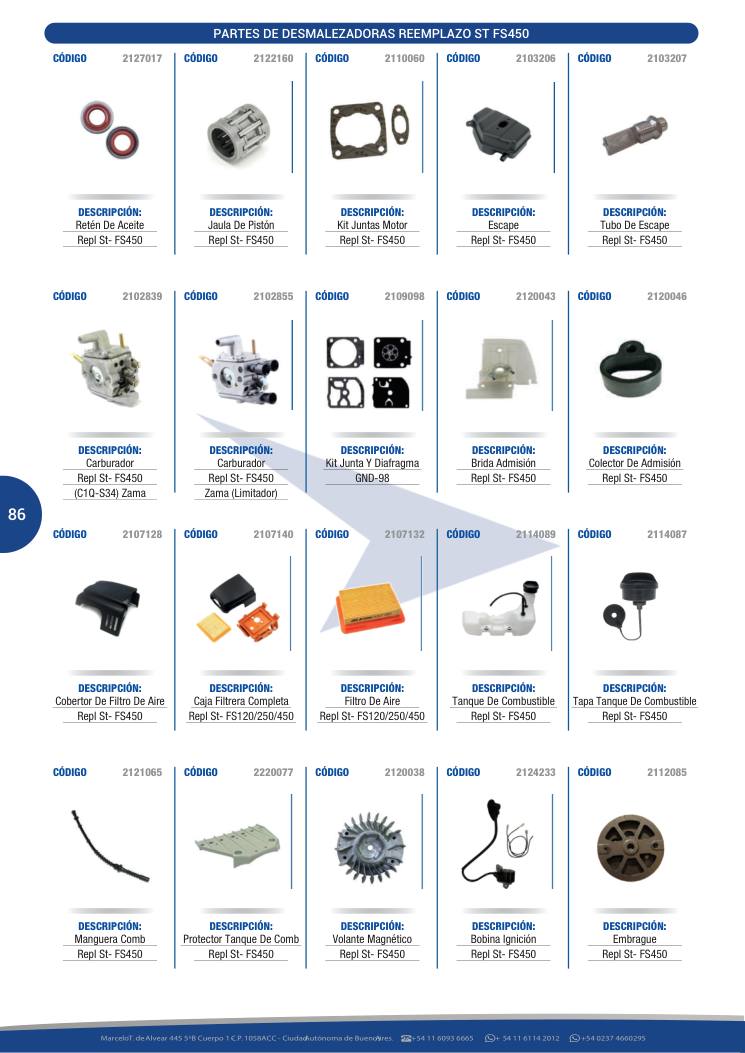 PARTES DE DESMALEZADORAS REEMPLAZO ST FS450
CÓDIGO 2127017
DESCRIPCIÓN:
Retén De Aceite
Repl St- FS450
CÓDIGO 2122160
DESCRIPCIÓN:
Jaula De Pistón
Repl St- FS450
CÓDIGO 2110060
DESCRIPCIÓN:
Kit Juntas Motor
Repl St- FS450
CÓDIGO 2103206
DESCRIPCIÓN:
Escape
Repl St- FS450
CÓDIGO 2103207
DESCRIPCIÓN:
Tubo De Escape
Repl St- FS450
CÓDIGO 2102839
DESCRIPCIÓN:
Carburador
Repl St- FS450
(C1Q-S34) Zama
CÓDIGO 2102855
DESCRIPCIÓN:
Carburador
Repl St- FS450
Zama (Limitador)
CÓDIGO 2109098
DESCRIPCIÓN:
Kit Junta Y Diafragma
GND-98
CÓDIGO 2120043
DESCRIPCIÓN:
Brida Admisión
Repl St- FS450
CÓDIGO 2120046
DESCRIPCIÓN:
Colector De Admisión
Repl St- FS450
86
CÓDIGO 2107128
DESCRIPCIÓN:
Cobertor De Filtro De Aire
Repl St- FS450
CÓDIGO 2107140
DESCRIPCIÓN:
Caja Filtrera Completa
Repl St- FS120/250/450
CÓDIGO 2107132
DESCRIPCIÓN:
Filtro De Aire
Repl St- FS120/250/450
CÓDIGO 2114089
DESCRIPCIÓN:
Tanque De Combustible
Repl St- FS450
CÓDIGO 2114087
DESCRIPCIÓN:
Tapa Tanque De Combustible
Repl St- FS450
CÓDIGO 2121065
DESCRIPCIÓN:
Manguera Comb
Repl St- FS450
CÓDIGO 2220077
DESCRIPCIÓN:
Protector Tanque De Comb
Repl St- FS450
CÓDIGO 2120038
DESCRIPCIÓN:
Volante Magnético
Repl St- FS450
CÓDIGO 2124233
DESCRIPCIÓN:
Bobina Ignición
Repl St- FS450
CÓDIGO 2112085
DESCRIPCIÓN:
Embrague
Repl St- FS450
MarceloT. de Alvear 445 5ºB Cuerpo 1 C.P. 1058ACC - Ciudad Autónoma de Buenos Aires. +54 11 6093 6665 + 54 11 6114 2012 +54 0237 4660295